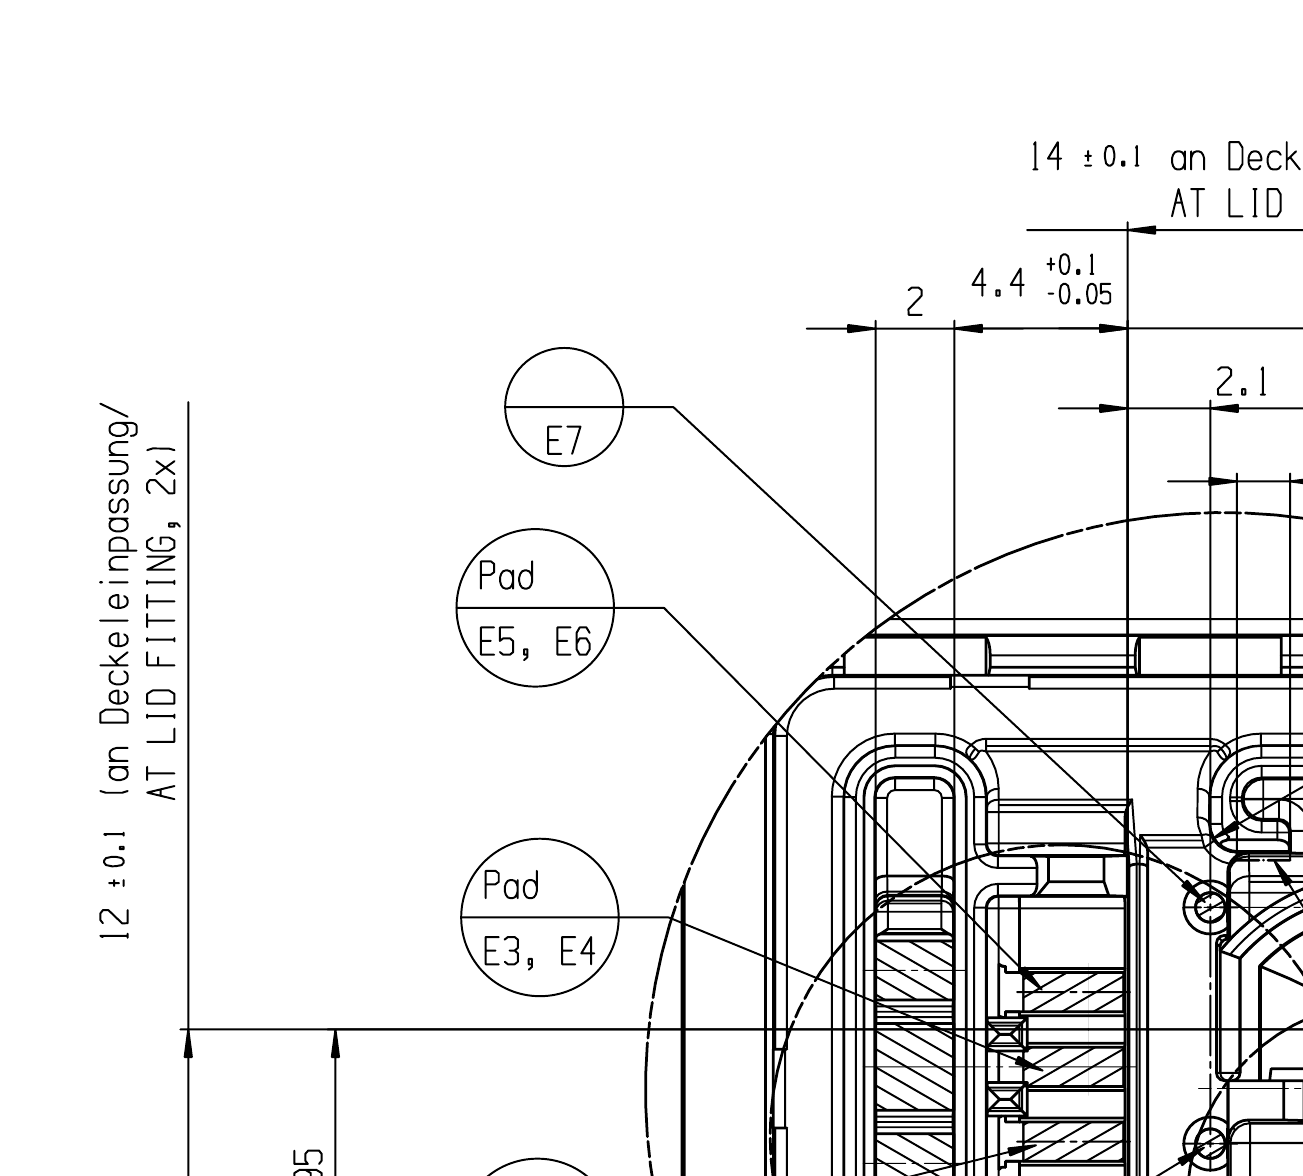 14 ±0.1 an Deck
AT LID
4.4 +0.1
-0.05
2
2.1
E7
Pad
E5, E6
Pad
E3, E4
12 ±0.1 (an Deckeleinpassung/
AT LID FITTING, 2x)
95